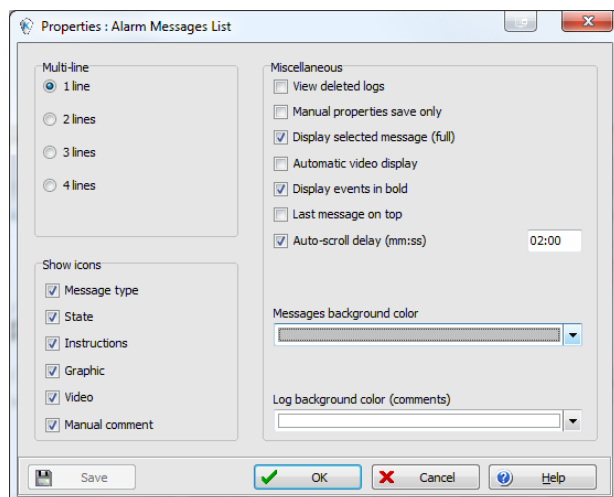 Properties : Alarm Messages List
Multi-line
1 line
2 lines
3 lines
4 lines
Show icons
Message type
State
Instructions
Graphic
Video
Manual comment
Miscellaneous
View deleted logs
Manual properties save only
Display selected message (full)
Automatic video display
Display events in bold
Last message on top
Auto-scroll delay (mm:ss) 02:00
Messages background color
Log background color (comments)
Save OK Cancel Help